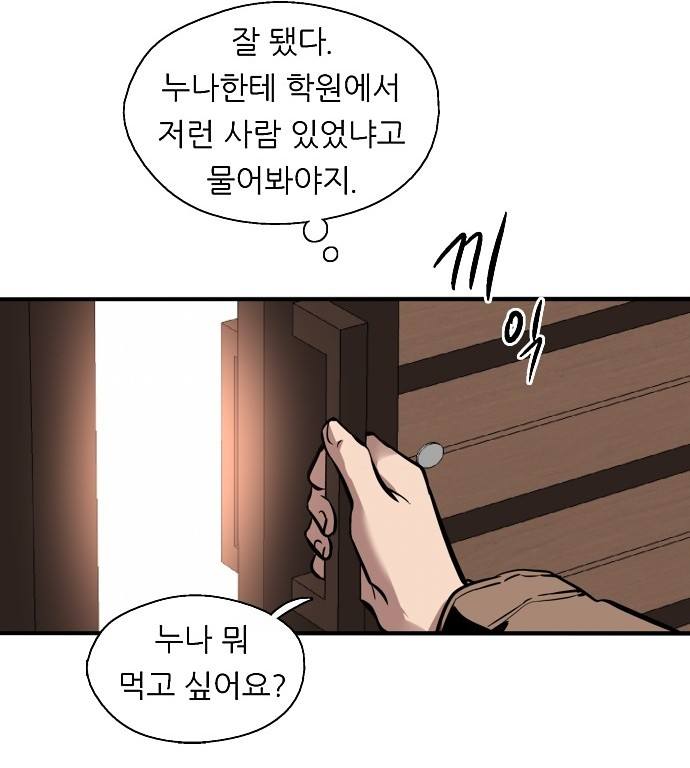 잘 됐다.
누나한테 학원에서
저런 사람 있었냐고
물어봐야지.
끼
익
누나 뭐
먹고 싶어요?